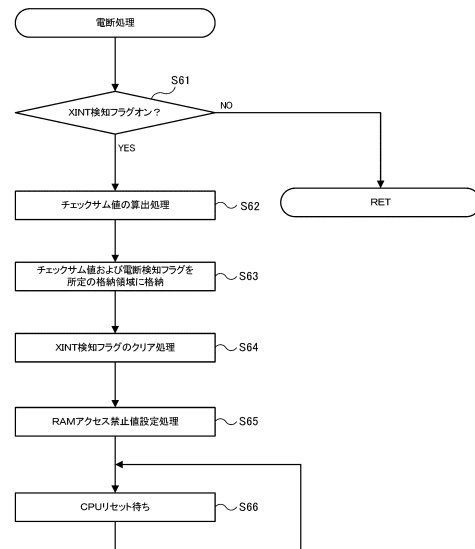 電断処理
S61
XINT検知フラグオン？
NO
YES
RET
チェックサム値の算出処理
S62
チェックサム値および電断検知フラグを
所定の格納領域に格納
S63
XINT検知フラグのクリア処理
S64
RAMアクセス禁止値設定処理
S65
CPUリセット待ち
S66